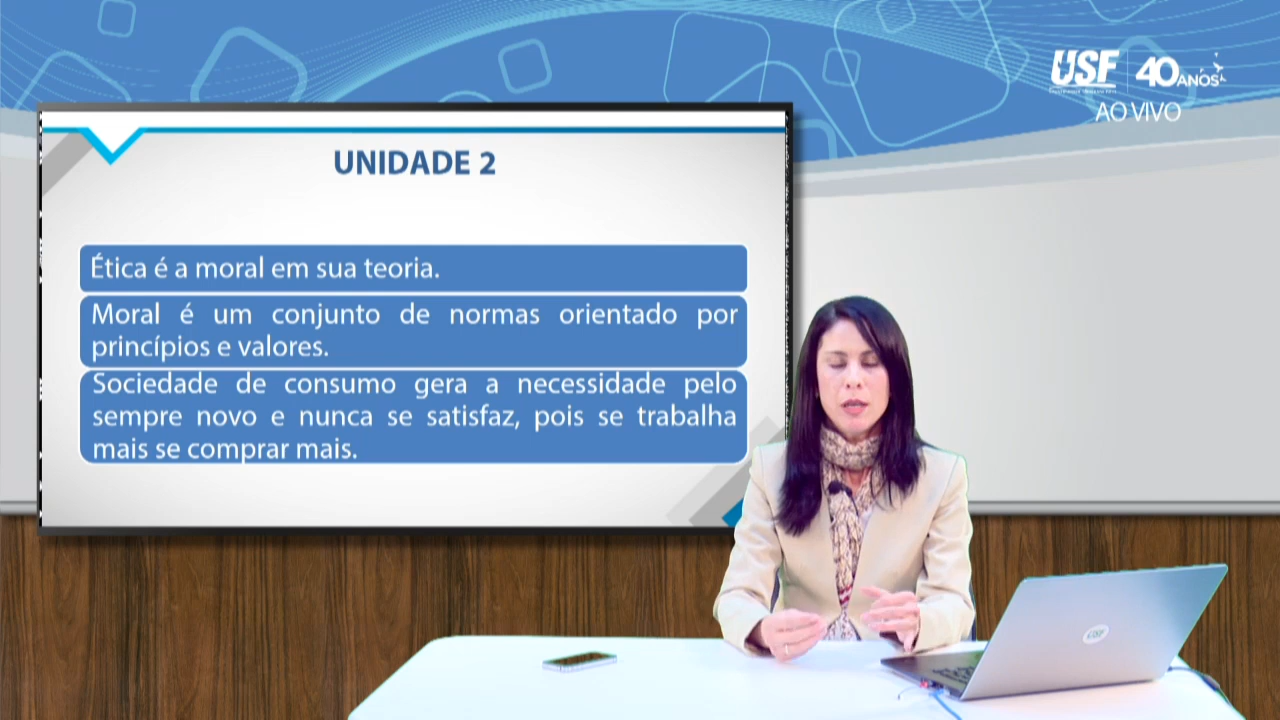 USF
40 ANOS
AO VIVO
UNIDADE 2
Ética é a moral em sua teoria.
Moral é um conjunto de normas orientado por
princípios e valores.
Sociedade de consumo gera a necessidade pelo
sempre novo e nunca se satisfaz, pois se trabalha
mais se comprar mais.
USF